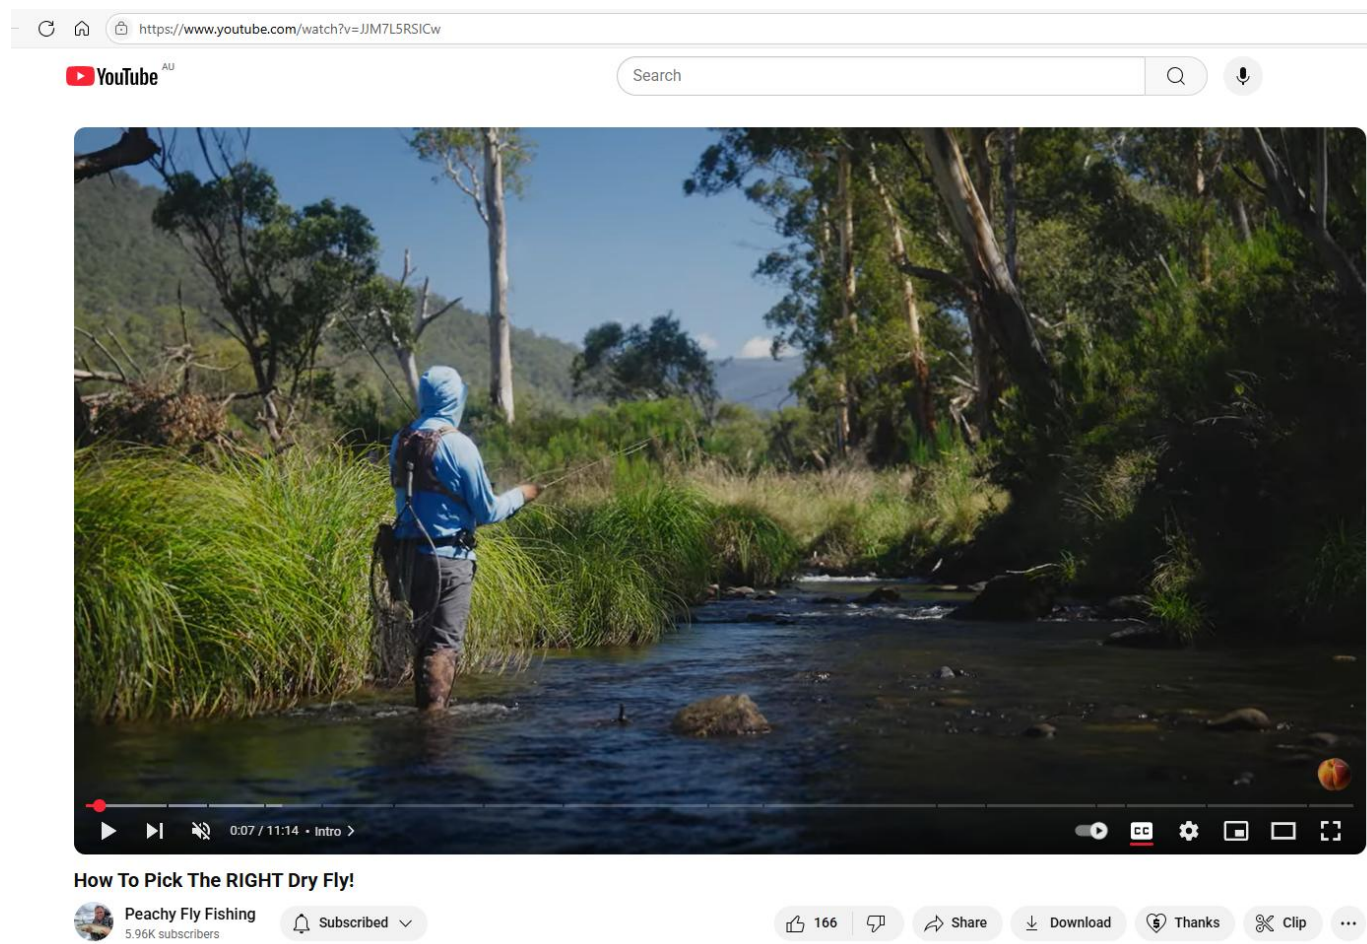 https://www.youtube.com/watch?v=JJM7L5RSICw
YouTube AU
Search
0:07 / 11:14 • Intro
CC
How To Pick The RIGHT Dry Fly!
Peachy Fly Fishing
5.96K subscribers
Subscribed
166
Share
Download
Thanks
Clip